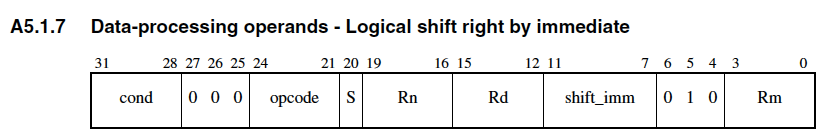 A5.1.7 Data-processing operands - Logical shift right by immediate
31 28 27 26 25 24 21 20 19 16 15 12 11 7 6 5 4 3 0
cond 0 0 0 opcode S Rn Rd shift_imm 0 1 0 Rm